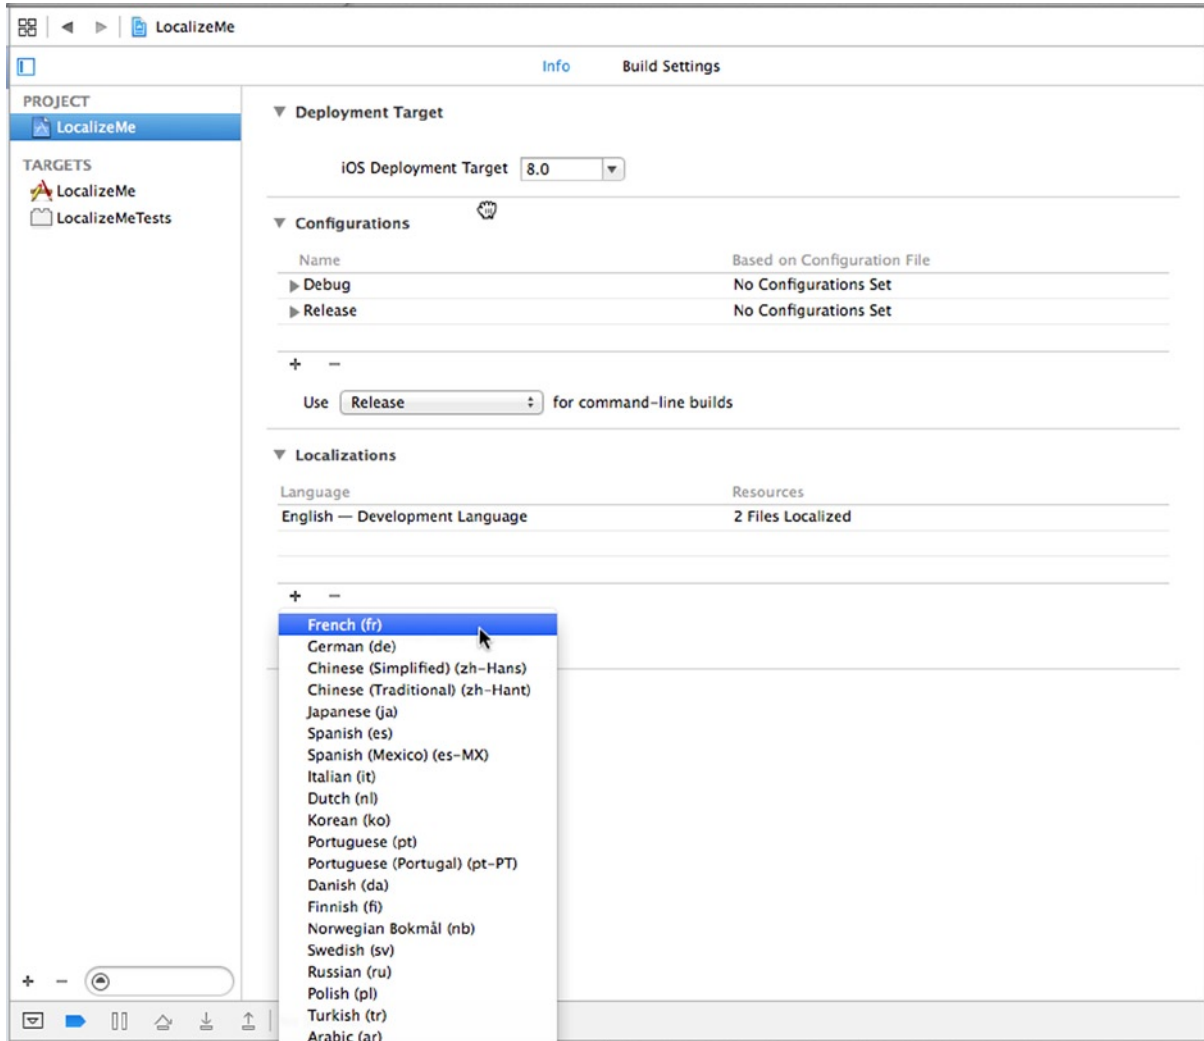 LocalizeMe
Info Build Settings
PROJECT
LocalizeMe
TARGETS
LocalizeMe
LocalizeMeTests
Deployment Target
iOS Deployment Target 8.0
Configurations
Name Based on Configuration File
Debug No Configurations Set
Release No Configurations Set
+ −
Use Release for command-line builds
Localizations
Language Resources
English — Development Language 2 Files Localized
+ −
French (fr)
German (de)
Chinese (Simplified) (zh-Hans)
Chinese (Traditional) (zh-Hant)
Japanese (ja)
Spanish (es)
Spanish (Mexico) (es-MX)
Italian (it)
Dutch (nl)
Korean (ko)
Portuguese (pt)
Portuguese (Portugal) (pt-PT)
Danish (da)
Finnish (fi)
Norwegian Bokmål (nb)
Swedish (sv)
Russian (ru)
Polish (pl)
Turkish (tr)
Arabic (ar)
+ −